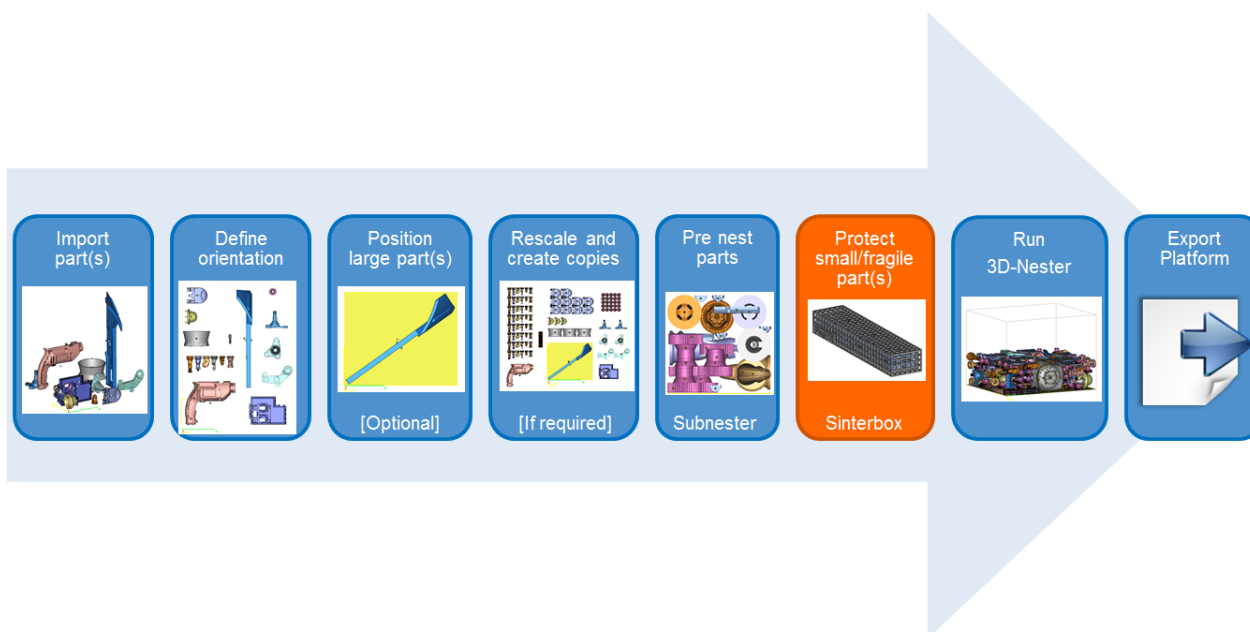 Import
part(s)
Define
orientation
Position
large part(s)
[Optional]
Rescale and
create copies
[If required]
Pre nest
parts
Subnester
Protect
small/fragile
part(s)
Sinterbox
Run
3D-Nester
Export
Platform